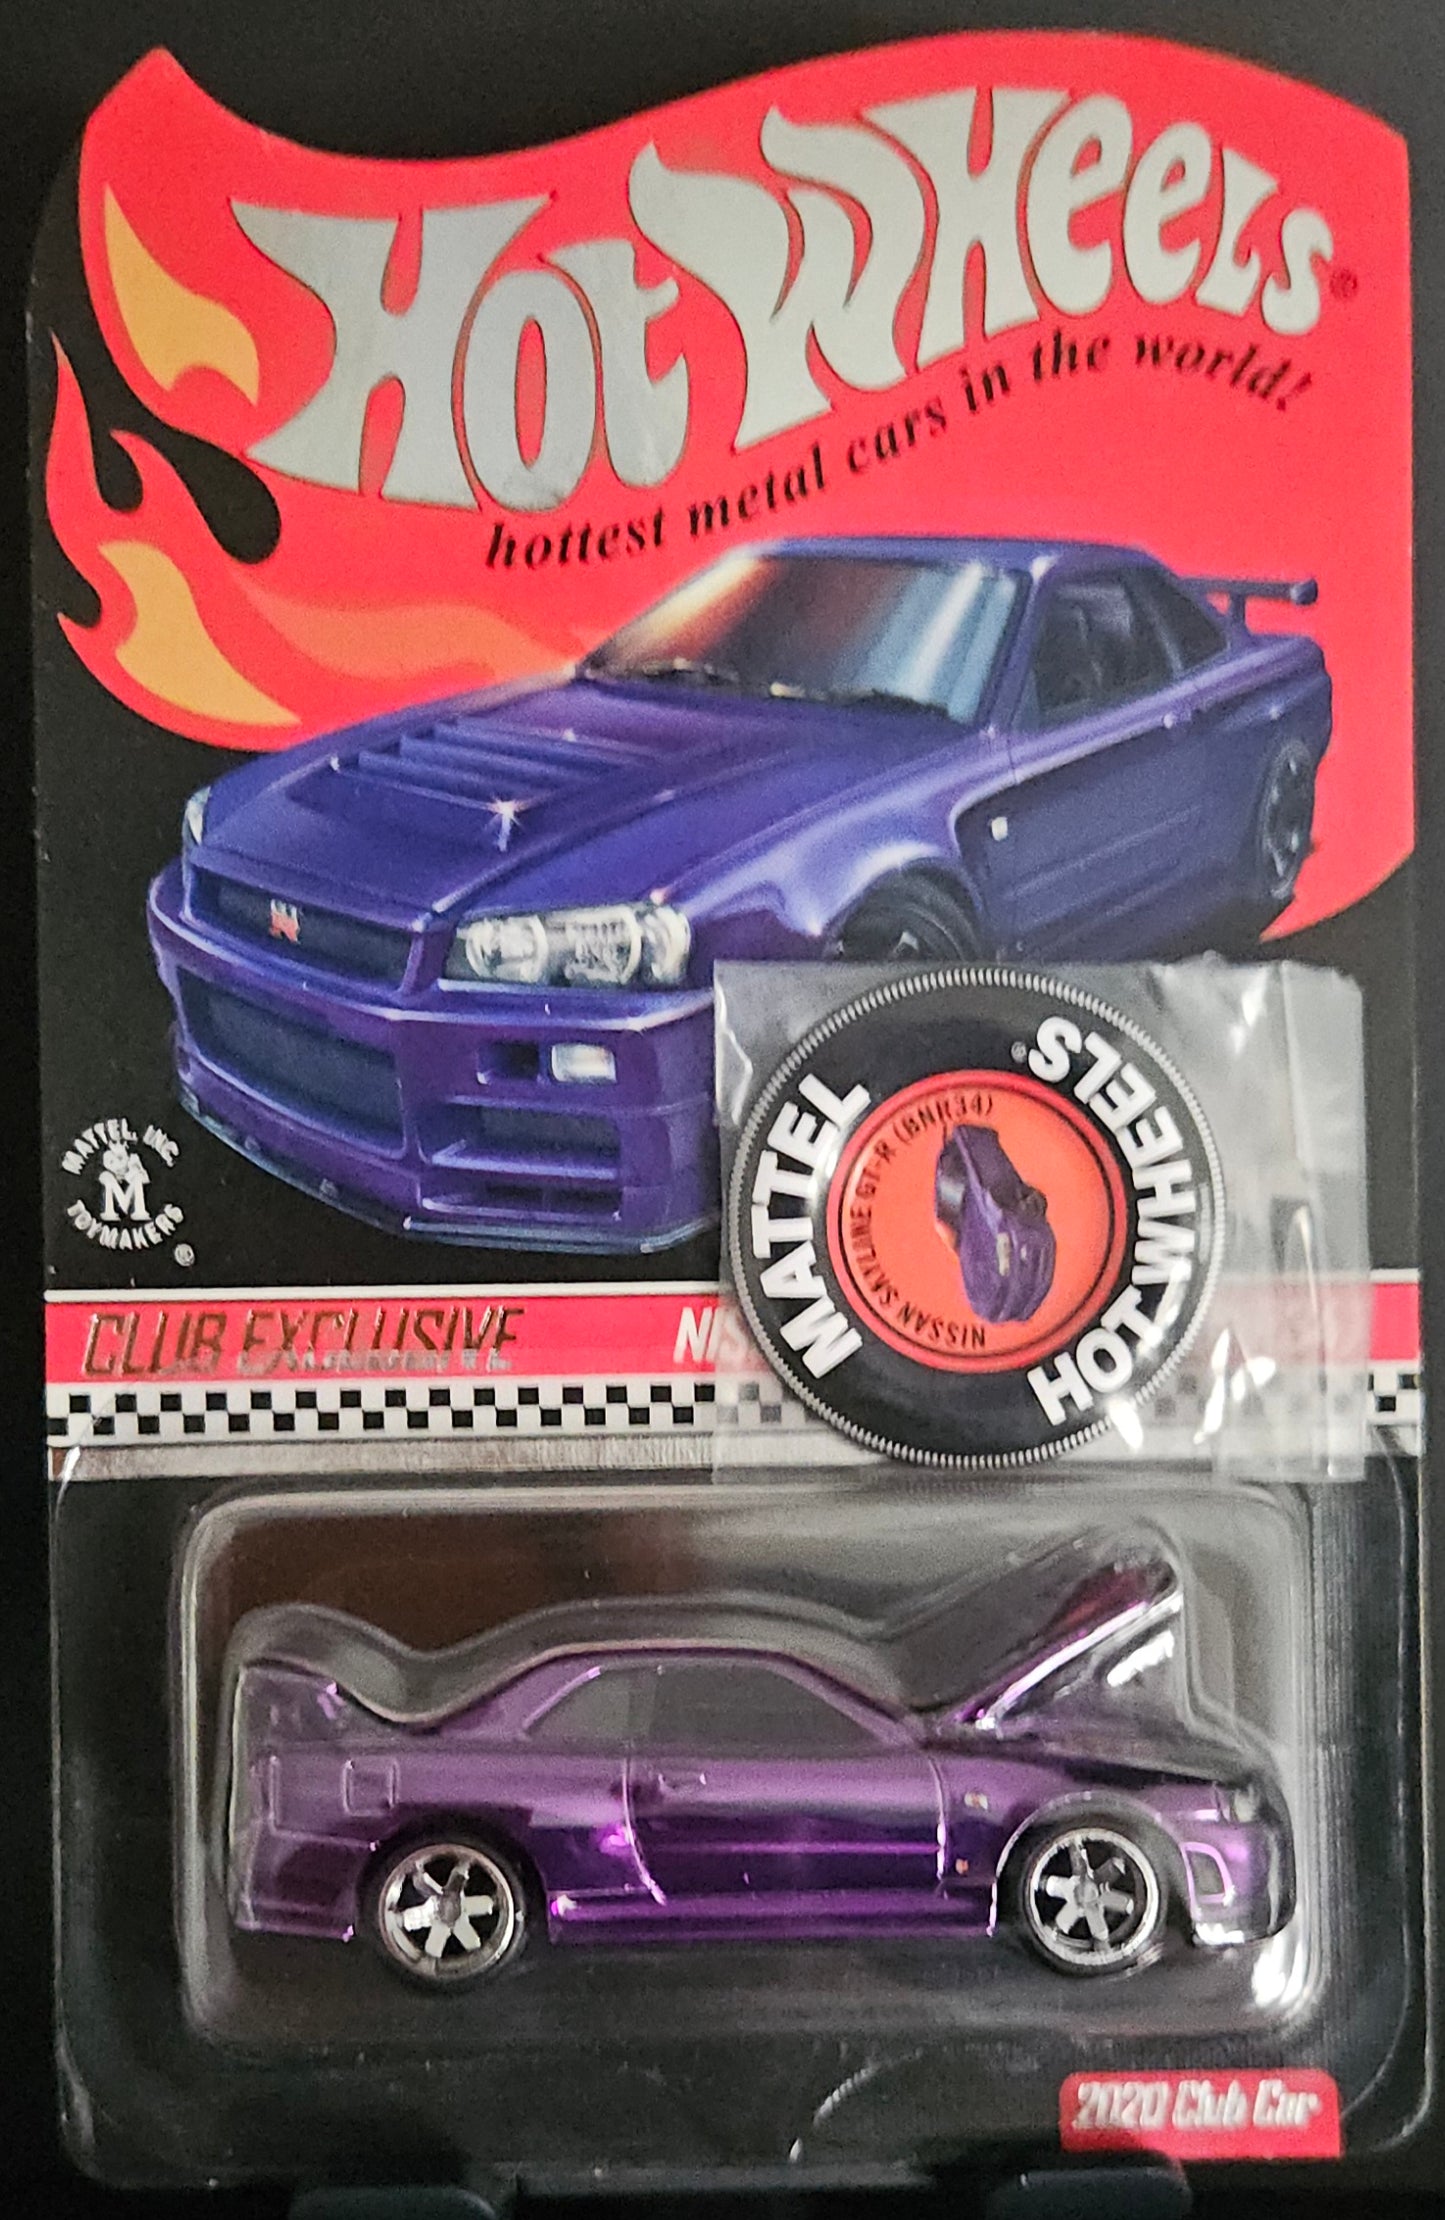 Hot Wheels®
hottest metal cars in the world!
MATTEL, INC.
M
TOYMAKERS
®
CLUB EXCLUSIVE
NIS
MATTEL
HOT WHEELS®
NISSAN SKYLINE GT-R (BNR34)
2020 Club Car